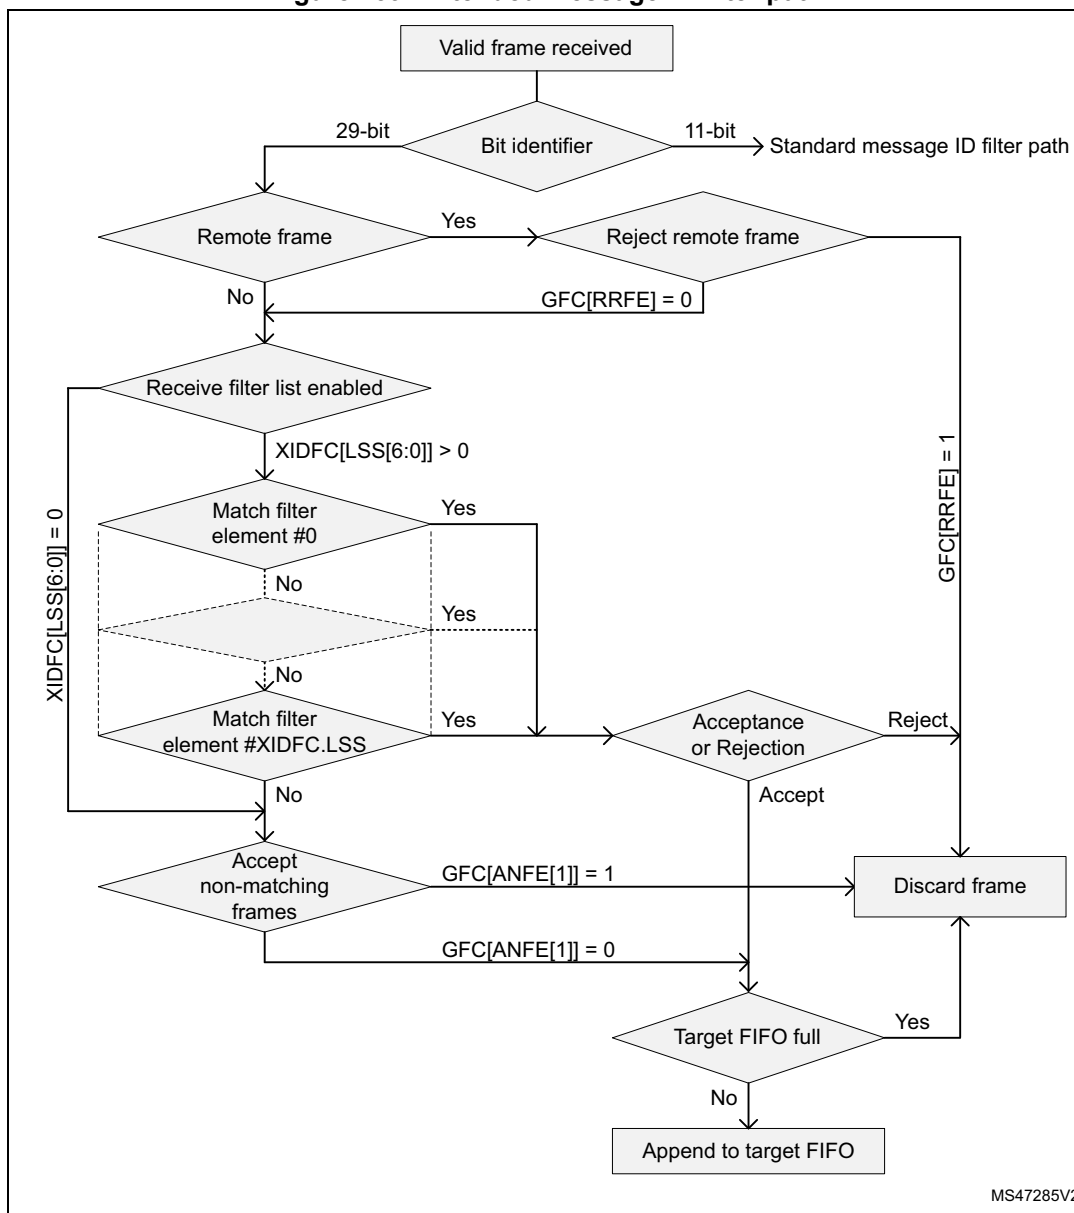 Valid frame received
29-bit
Bit identifier
11-bit
Standard message ID filter path
Remote frame
Yes
Reject remote frame
No
GFC[RRFE] = 0
Receive filter list enabled
XIDFC[LSS[6:0]] > 0
GFC[RRFE] = 1
XIDFC[LSS[6:0]] = 0
Match filter
element #0
Yes
No
Yes
No
Match filter
element #XIDFC.LSS
Yes
Acceptance
or Rejection
Reject
No
Accept
Accept
non-matching
frames
GFC[ANFE[1]] = 1
Discard frame
GFC[ANFE[1]] = 0
Target FIFO full
Yes
No
Append to target FIFO
MS47285V2